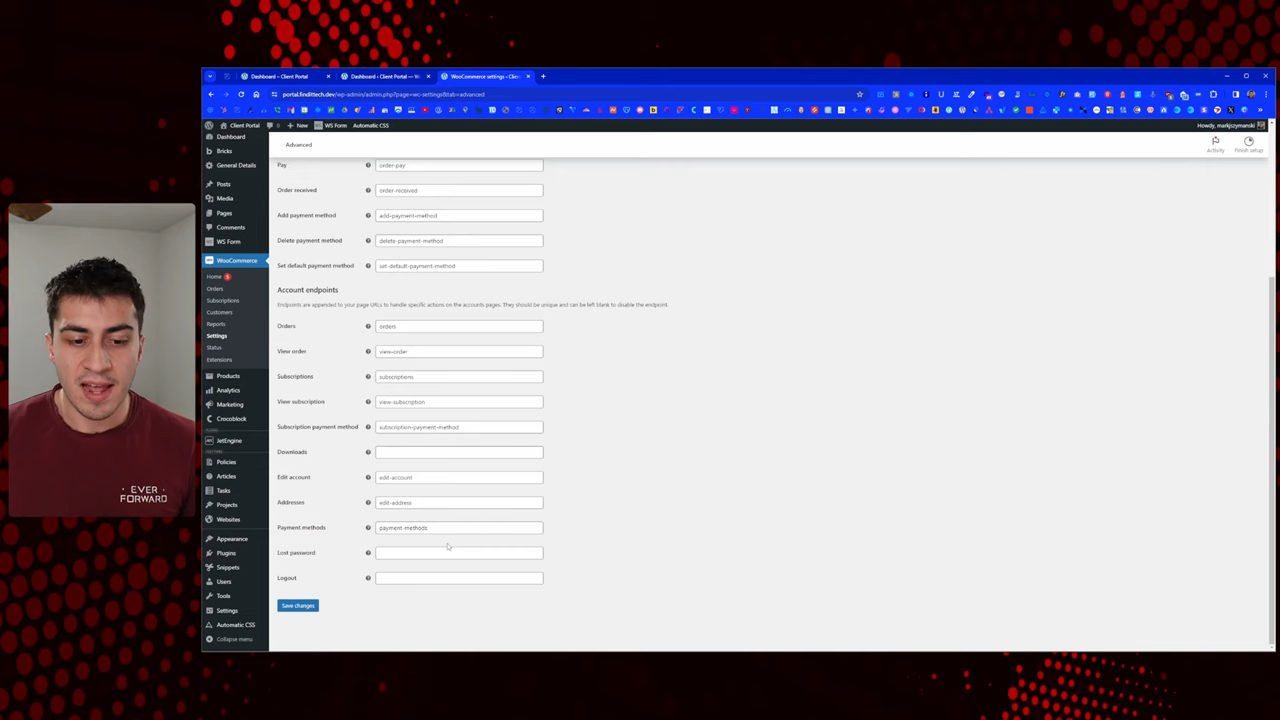 Dashboard – Client Portal
Dashboard ‹ Client Portal — W
WooCommerce settings ‹ Clien
portal.findittech.dev/wp-admin/admin.php?page=wc-settings&tab=advanced
Client Portal 0 New WS Form Automatic CSS
Howdy, markjszymanski
Dashboard
Bricks
General Details
Posts
Media
Pages
Comments
WS Form
WooCommerce
Home 5
Orders
Subscriptions
Customers
Reports
Settings
Status
Extensions
Products
Analytics
Marketing
Crocoblock
JetEngine
Policies
Articles
Tasks
Projects
Websites
Appearance
Plugins
Snippets
Users
Tools
Settings
Automatic CSS
Collapse menu
Advanced
Activity
Finish setup
Pay order-pay
Order received order-received
Add payment method add-payment-method
Delete payment method delete-payment-method
Set default payment method set-default-payment-method
Account endpoints
Endpoints are appended to your page URLs to handle specific actions on the accounts pages. They should be unique and can be left blank to disable the endpoint.
Orders orders
View order view-order
Subscriptions subscriptions
View subscription view-subscription
Subscription payment method subscription-payment-method
Downloads
Edit account edit-account
Addresses edit-address
Payment methods payment-methods
Lost password
Logout
Save changes
EVER
FORWARD